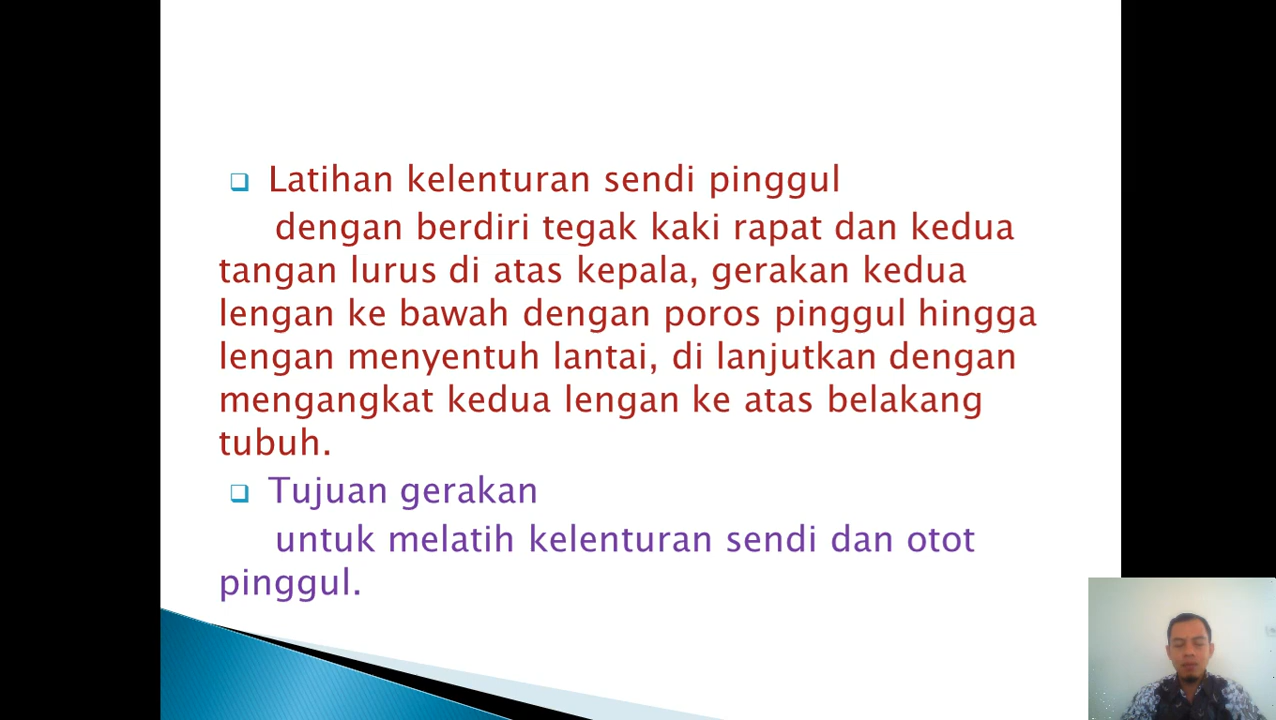 Latihan kelenturan sendi pinggul
dengan berdiri tegak kaki rapat dan kedua
tangan lurus di atas kepala, gerakan kedua
lengan ke bawah dengan poros pinggul hingga
lengan menyentuh lantai, di lanjutkan dengan
mengangkat kedua lengan ke atas belakang
tubuh.
Tujuan gerakan
untuk melatih kelenturan sendi dan otot
pinggul.